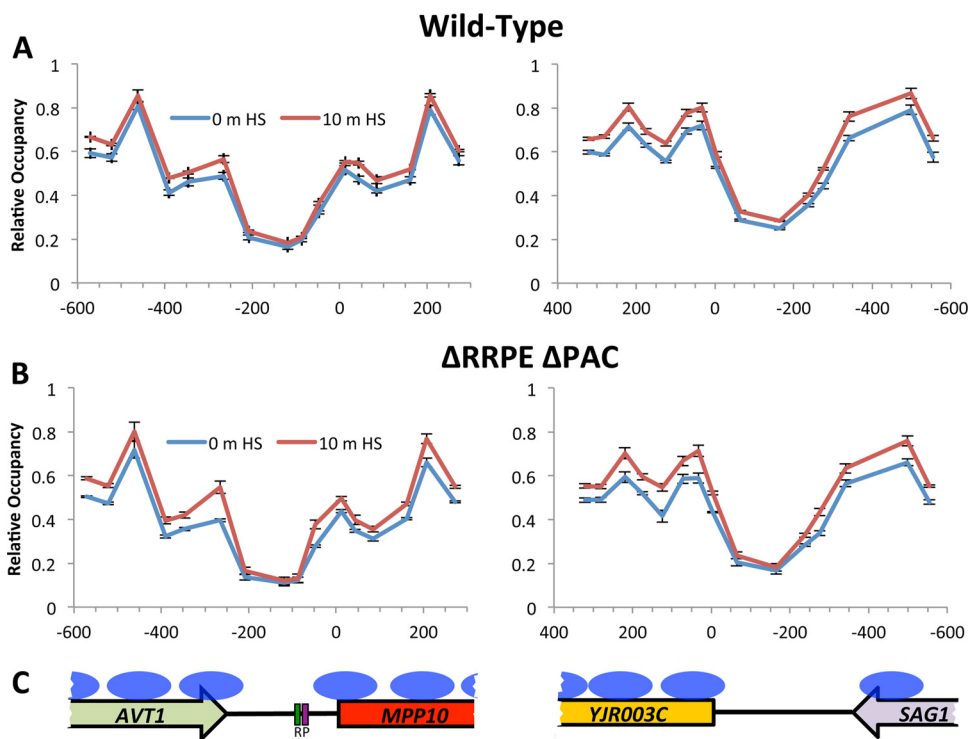 Wild-Type
A
Relative Occupancy
1
0.8
0.6
0.4
0.2
0
0 m HS
10 m HS
-600 -400 -200 0 200
1
0.8
0.6
0.4
0.2
0
400 200 0 -200 -400 -600
ΔRRPE ΔPAC
B
Relative Occupancy
1
0.8
0.6
0.4
0.2
0
0 m HS
10 m HS
-600 -400 -200 0 200
1
0.8
0.6
0.4
0.2
0
400 200 0 -200 -400 -600
C
AVT1
RP
MPP10
YJR003C
SAG1